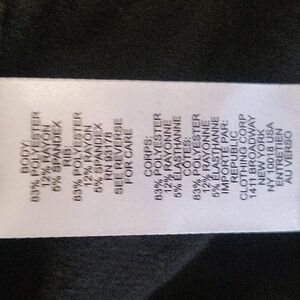 BODY:
83% POLYESTER
12% RAYON
5% SPANDEX
RIB:
83% POLYESTER
12% RAYON
5% SPANDEX
RN 93178
SEE REVERSE
FOR CARE
CORPS:
83% POLYESTER
12% RAYONNE
5% ELASTHANNE
CÔTES:
83% POLYESTER
12% RAYONNE
5% ELASTHANNE
IMPORTÉ PAR:
REPUBLIC
CLOTHING CORP
1411 BROADWAY
NEW YORK
NY 10018 USA
ENTRETIEN
AU VERSO